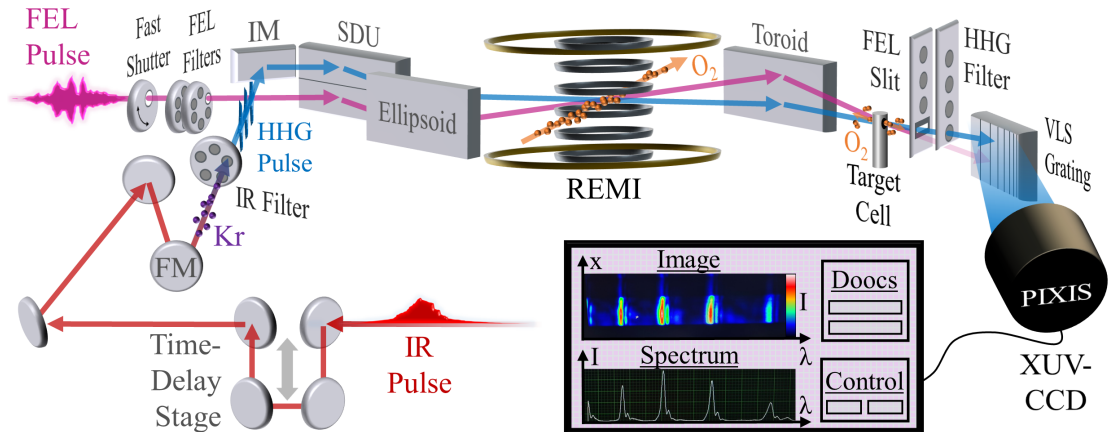 FEL
Pulse
Fast
Shutter
FEL
Filters
IM
SDU
Ellipsoid
HHG
Pulse
IR Filter
Kr
FM
Time-
Delay
Stage
IR
Pulse
O₂
REMI
Toroid
O₂
Target
Cell
FEL
Slit
HHG
Filter
VLS
Grating
PIXIS
XUV-
CCD
x
Image
I
λ
I
Spectrum
λ
Doocs
Control